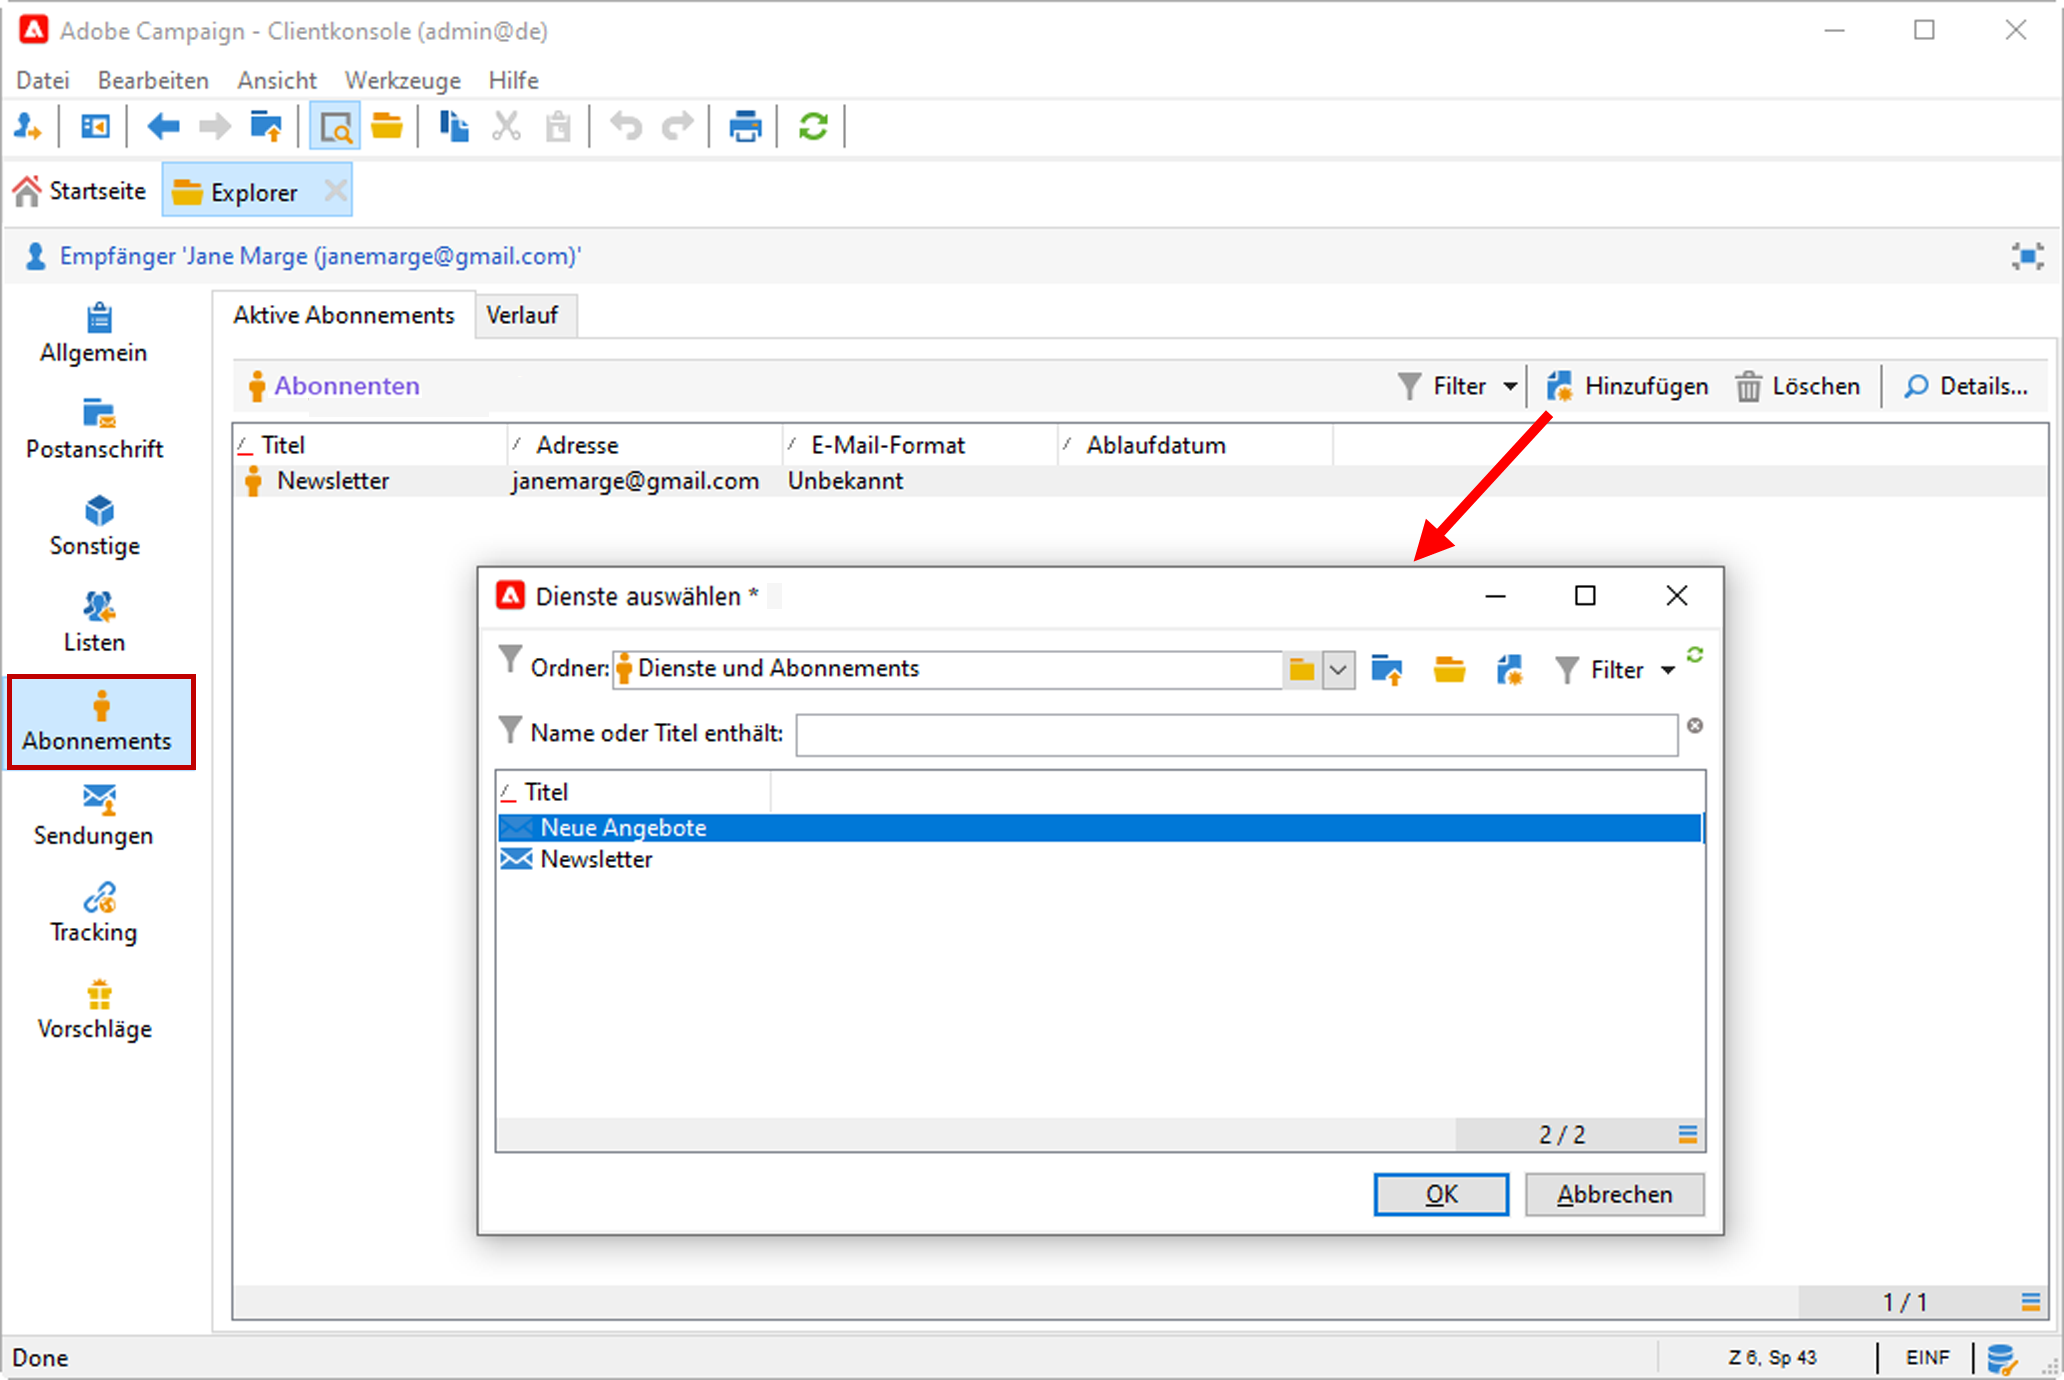 Adobe Campaign - Clientkonsole (admin@de)
Datei Bearbeiten Ansicht Werkzeuge Hilfe
Startseite Explorer
Empfänger 'Jane Marge (janemarge@gmail.com)'
Aktive Abonnements Verlauf
Allgemein
Postanschrift
Sonstige
Listen
Abonnements
Sendungen
Tracking
Vorschläge
Abonnenten Filter Hinzufügen Löschen Details...
Titel Adresse E-Mail-Format Ablaufdatum
Newsletter janemarge@gmail.com Unbekannt
Dienste auswählen *
Ordner: Dienste und Abonnements Filter
Name oder Titel enthält:
Titel
Neue Angebote
Newsletter
2 / 2
OK Abbrechen
1 / 1
Done Z 6, Sp 43 EINF